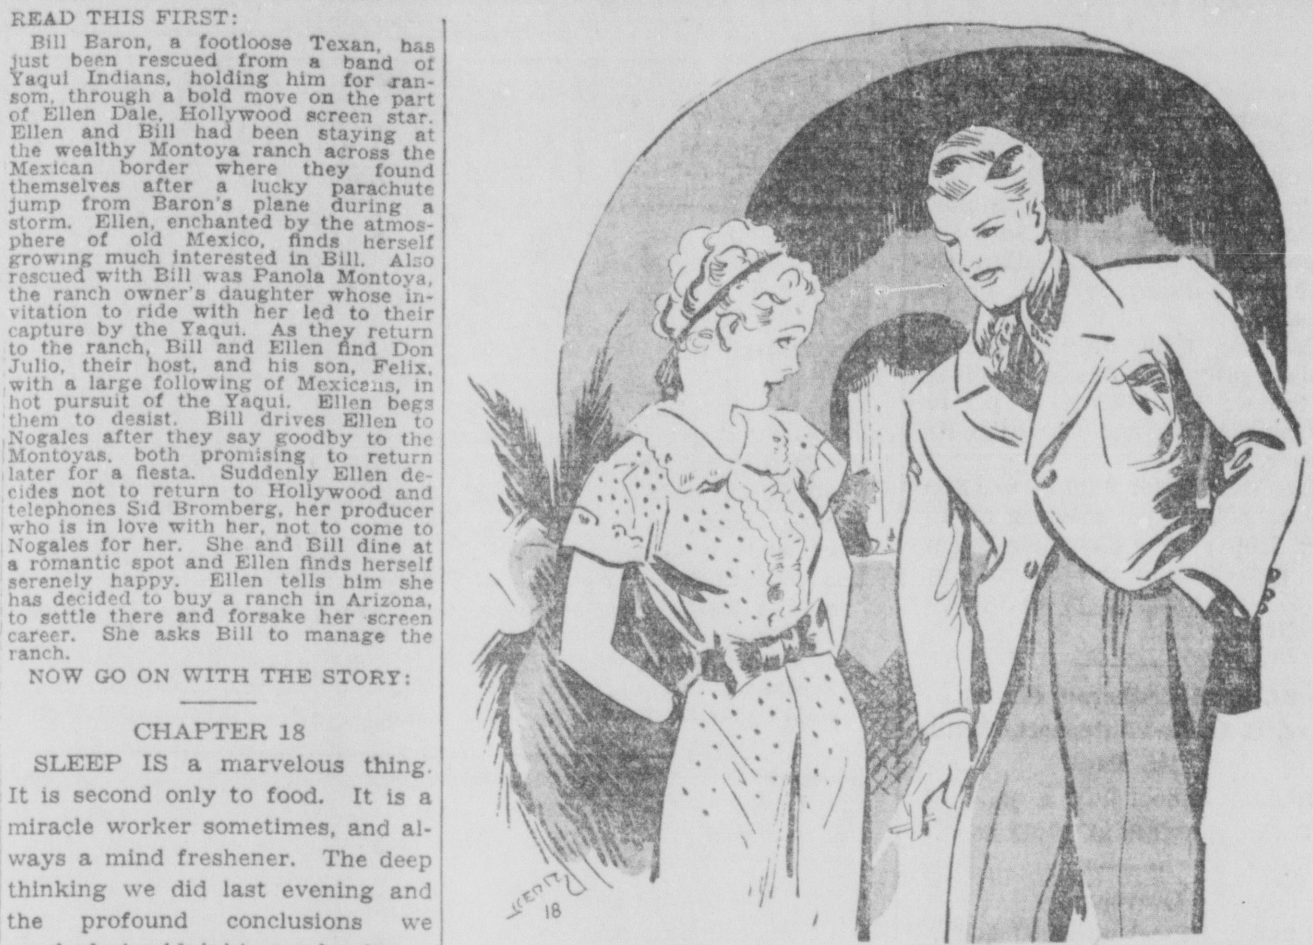 READ THIS FIRST:
Bill Baron, a footloose Texan, has
just been rescued from a band of
Yaqui Indians, holding him for ran-
som, through a bold move on the part
of Ellen Dale, Hollywood screen star.
Ellen and Bill had been staying at
the wealthy Montoya ranch across the
Mexican border where they found
themselves after a lucky parachute
jump from Baron's plane during a
storm. Ellen, enchanted by the atmos-
phere of old Mexico, finds herself
growing much interested in Bill. Also
rescued with Bill was Panola Montoya,
the ranch owner's daughter whose in-
vitation to ride with her led to their
capture by the Yaqui. As they return
to the ranch, Bill and Ellen find Don
Julio, their host, and his son, Felix,
with a large following of Mexicans, in
hot pursuit of the Yaqui. Ellen begs
them to desist. Bill drives Ellen to
Nogales after they say goodby to the
Montoyas, both promising to return
later for a fiesta. Suddenly Ellen de-
cides not to return to Hollywood and
telephones Sid Bromberg, her producer
who is in love with her, not to come to
Nogales for her. She and Bill dine at
a romantic spot and Ellen finds herself
serenely happy. Ellen tells him she
has decided to buy a ranch in Arizona,
to settle there and forsake her screen
career. She asks Bill to manage the
ranch.
NOW GO ON WITH THE STORY:
CHAPTER 18
SLEEP IS a marvelous thing.
It is second only to food. It is a
miracle worker sometimes, and al-
ways a mind freshener. The deep
thinking we did last evening and
the profound conclusions we
18